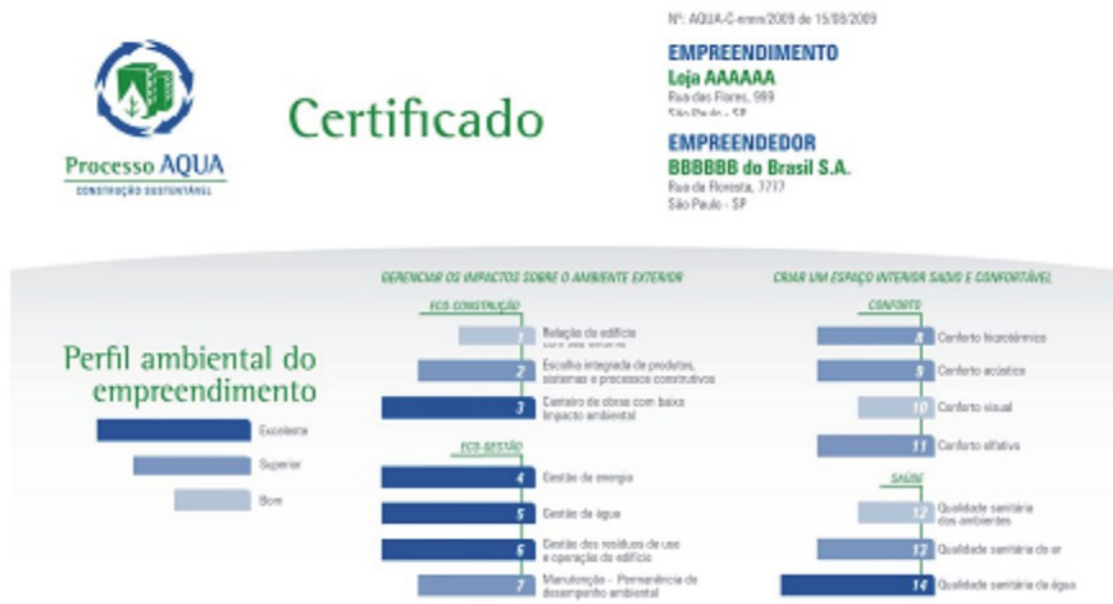 Nº: AQUA-C-nnnn/2009 de 15/08/2009
EMPREENDIMENTO
Loja AAAAAA
Rua das Flores, 999
São Paulo - SP
Certificado
EMPREENDEDOR
BBBBBB do Brasil S.A.
Rua da Floresta, 7777
São Paulo - SP
Processo AQUA
CONSTRUÇÃO SUSTENTÁVEL
Perfil ambiental do
empreendimento
Excelente
Superior
Bom
GERENCIAR OS IMPACTOS SOBRE O AMBIENTE EXTERIOR
ECO-CONSTRUÇÃO
1 Relação do edifício
com seu entorno
2 Escolha integrada de produtos,
sistemas e processos construtivos
3 Canteiro de obras com baixo
impacto ambiental
ECO-GESTÃO
4 Gestão da energia
5 Gestão da água
6 Gestão dos resíduos de uso
e operação do edifício
7 Manutenção - Permanência do
desempenho ambiental
CRIAR UM ESPAÇO INTERIOR SADIO E CONFORTÁVEL
CONFORTO
8 Conforto higrotérmico
9 Conforto acústico
10 Conforto visual
11 Conforto olfativo
SAÚDE
12 Qualidade sanitária
dos ambientes
13 Qualidade sanitária do ar
14 Qualidade sanitária da água